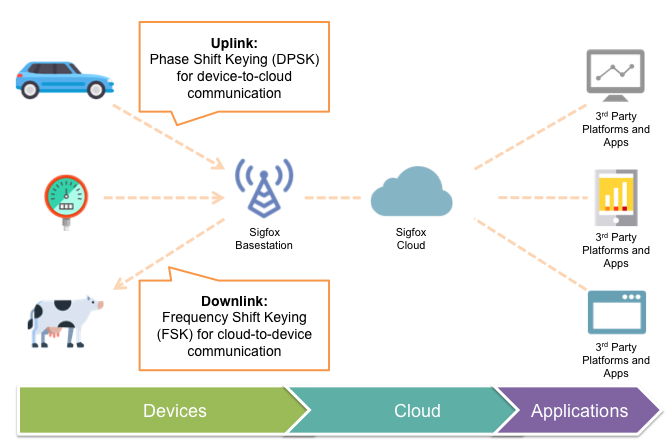 Uplink:
Phase Shift Keying (DPSK)
for device-to-cloud
communication
3rd Party
Platforms and
Apps
Sigfox
Basestation
Sigfox
Cloud
3rd Party
Platforms and
Apps
Downlink:
Frequency Shift Keying
(FSK) for cloud-to-device
communication
3rd Party
Platforms and
Apps
Devices
Cloud
Applications